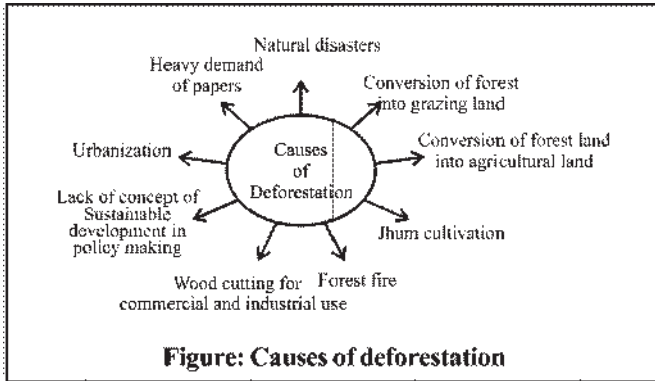 Natural disasters
Heavy demand
of papers
Conversion of forest
into grazing land
Urbanization
Causes
of
Deforestation
Conversion of forest land
into agricultural land
Lack of concept of
Sustainable
development in
policy making
Jhum cultivation
Wood cutting for
commercial and industrial use
Forest fire
Figure: Causes of deforestation